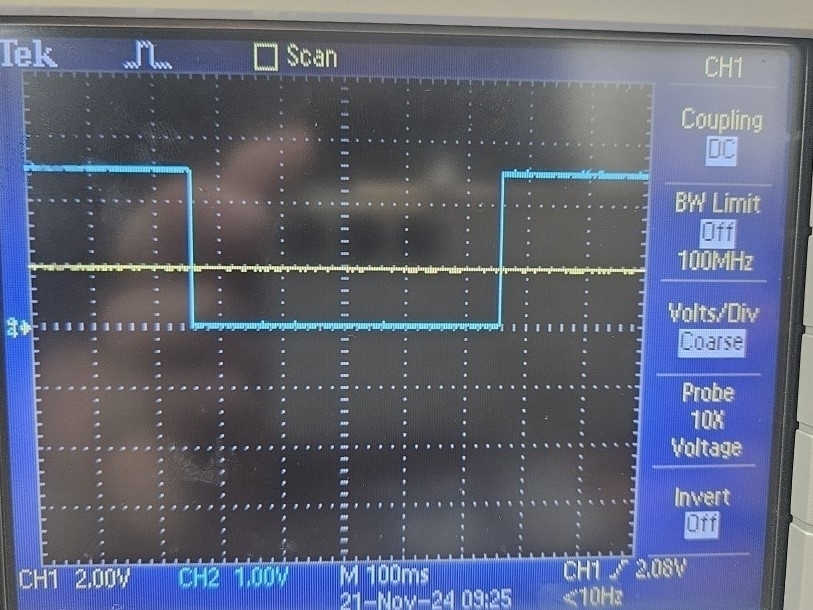 Tek Scan CH1
Coupling
DC
BW Limit
Off
100MHz
Volts/Div
Coarse
Probe
10X
Voltage
Invert
Off
CH1 2.00V CH2 1.00V M 100ms CH1 2.08V
21-Nov-24 09:25 <10Hz